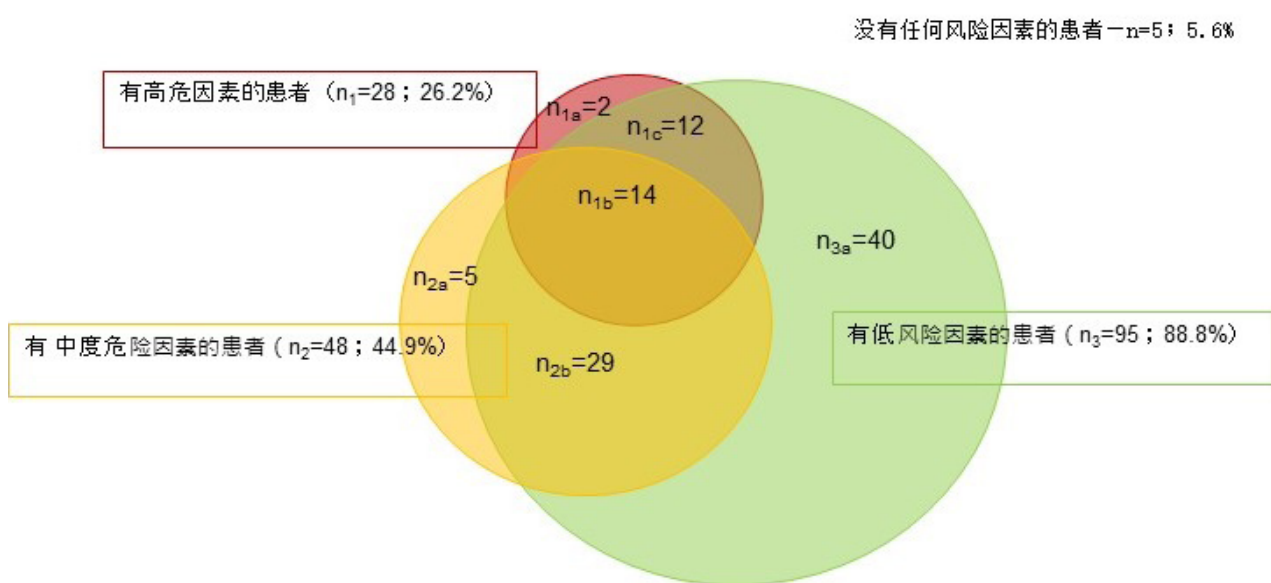 没有任何风险因素的患者—n=5；5.6%
有高危因素的患者（n1=28；26.2%）
n1a=2
n1c=12
n1b=14
n3a=40
n2a=5
有中度危险因素的患者（n2=48；44.9%）
有低风险因素的患者（n3=95；88.8%）
n2b=29